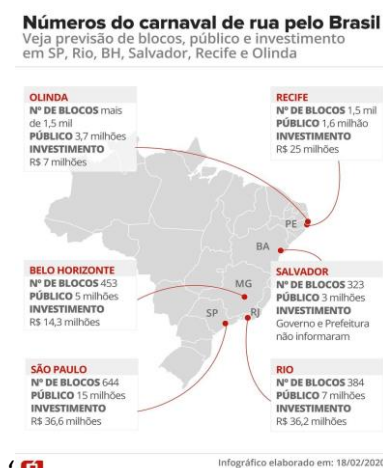 Números do carnaval de rua pelo Brasil
Veja previsão de blocos, público e investimento
em SP, Rio, BH, Salvador, Recife e Olinda
OLINDA
Nº DE BLOCOS mais
de 1,5 mil
PÚBLICO 3,7 milhões
INVESTIMENTO
R$ 7 milhões
RECIFE
Nº DE BLOCOS 1,5 mil
PÚBLICO 1,6 milhão
INVESTIMENTO
R$ 25 milhões
PE
BA
BELO HORIZONTE
Nº DE BLOCOS 453
PÚBLICO 5 milhões
INVESTIMENTO
R$ 14,3 milhões
MG
SP
RJ
SALVADOR
Nº DE BLOCOS 323
PÚBLICO 3 milhões
INVESTIMENTO
Governo e Prefeitura
não informaram
SÃO PAULO
Nº DE BLOCOS 644
PÚBLICO 15 milhões
INVESTIMENTO
R$ 36,6 milhões
RIO
Nº DE BLOCOS 384
PÚBLICO 7 milhões
INVESTIMENTO
R$ 36,2 milhões
G1
Infográfico elaborado em: 18/02/2020